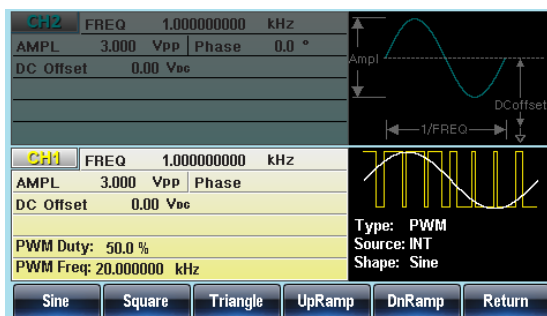 CH2 FREQ 1.000000000 kHz
AMPL 3.000 Vpp Phase 0.0 °
DC Offset 0.00 VDC
Ampl
DCoffset
1/FREQ
CH1 FREQ 1.000000000 kHz
AMPL 3.000 Vpp Phase
DC Offset 0.00 VDC
PWM Duty: 50.0 %
PWM Freq: 20.000000 kHz
Type: PWM
Source: INT
Shape: Sine
Sine Square Triangle UpRamp DnRamp Return